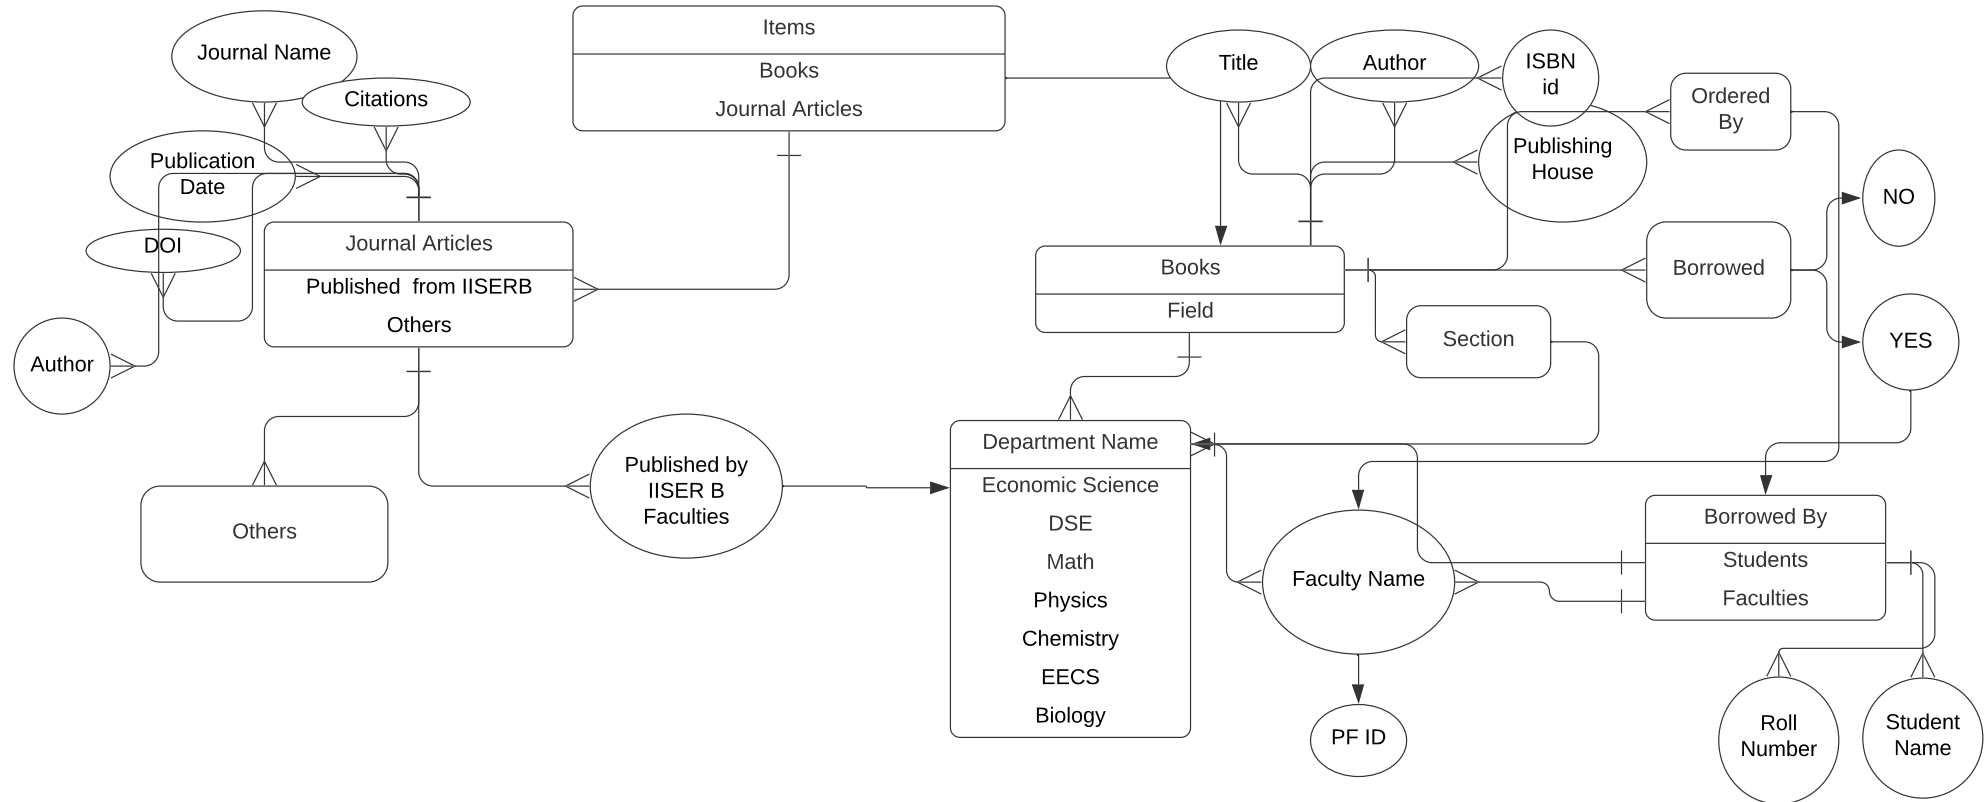 Items
Books
Journal Articles
Journal Name
Citations
Publication
Date
DOI
Author
Journal Articles
Published from IISERB
Others
Others
Published by
IISER B
Faculties
Title
Author
ISBN
id
Publishing
House
Ordered
By
Books
Field
Borrowed
Section
NO
YES
Department Name
Economic Science
DSE
Math
Physics
Chemistry
EECS
Biology
Faculty Name
PF ID
Borrowed By
Students
Faculties
Roll
Number
Student
Name